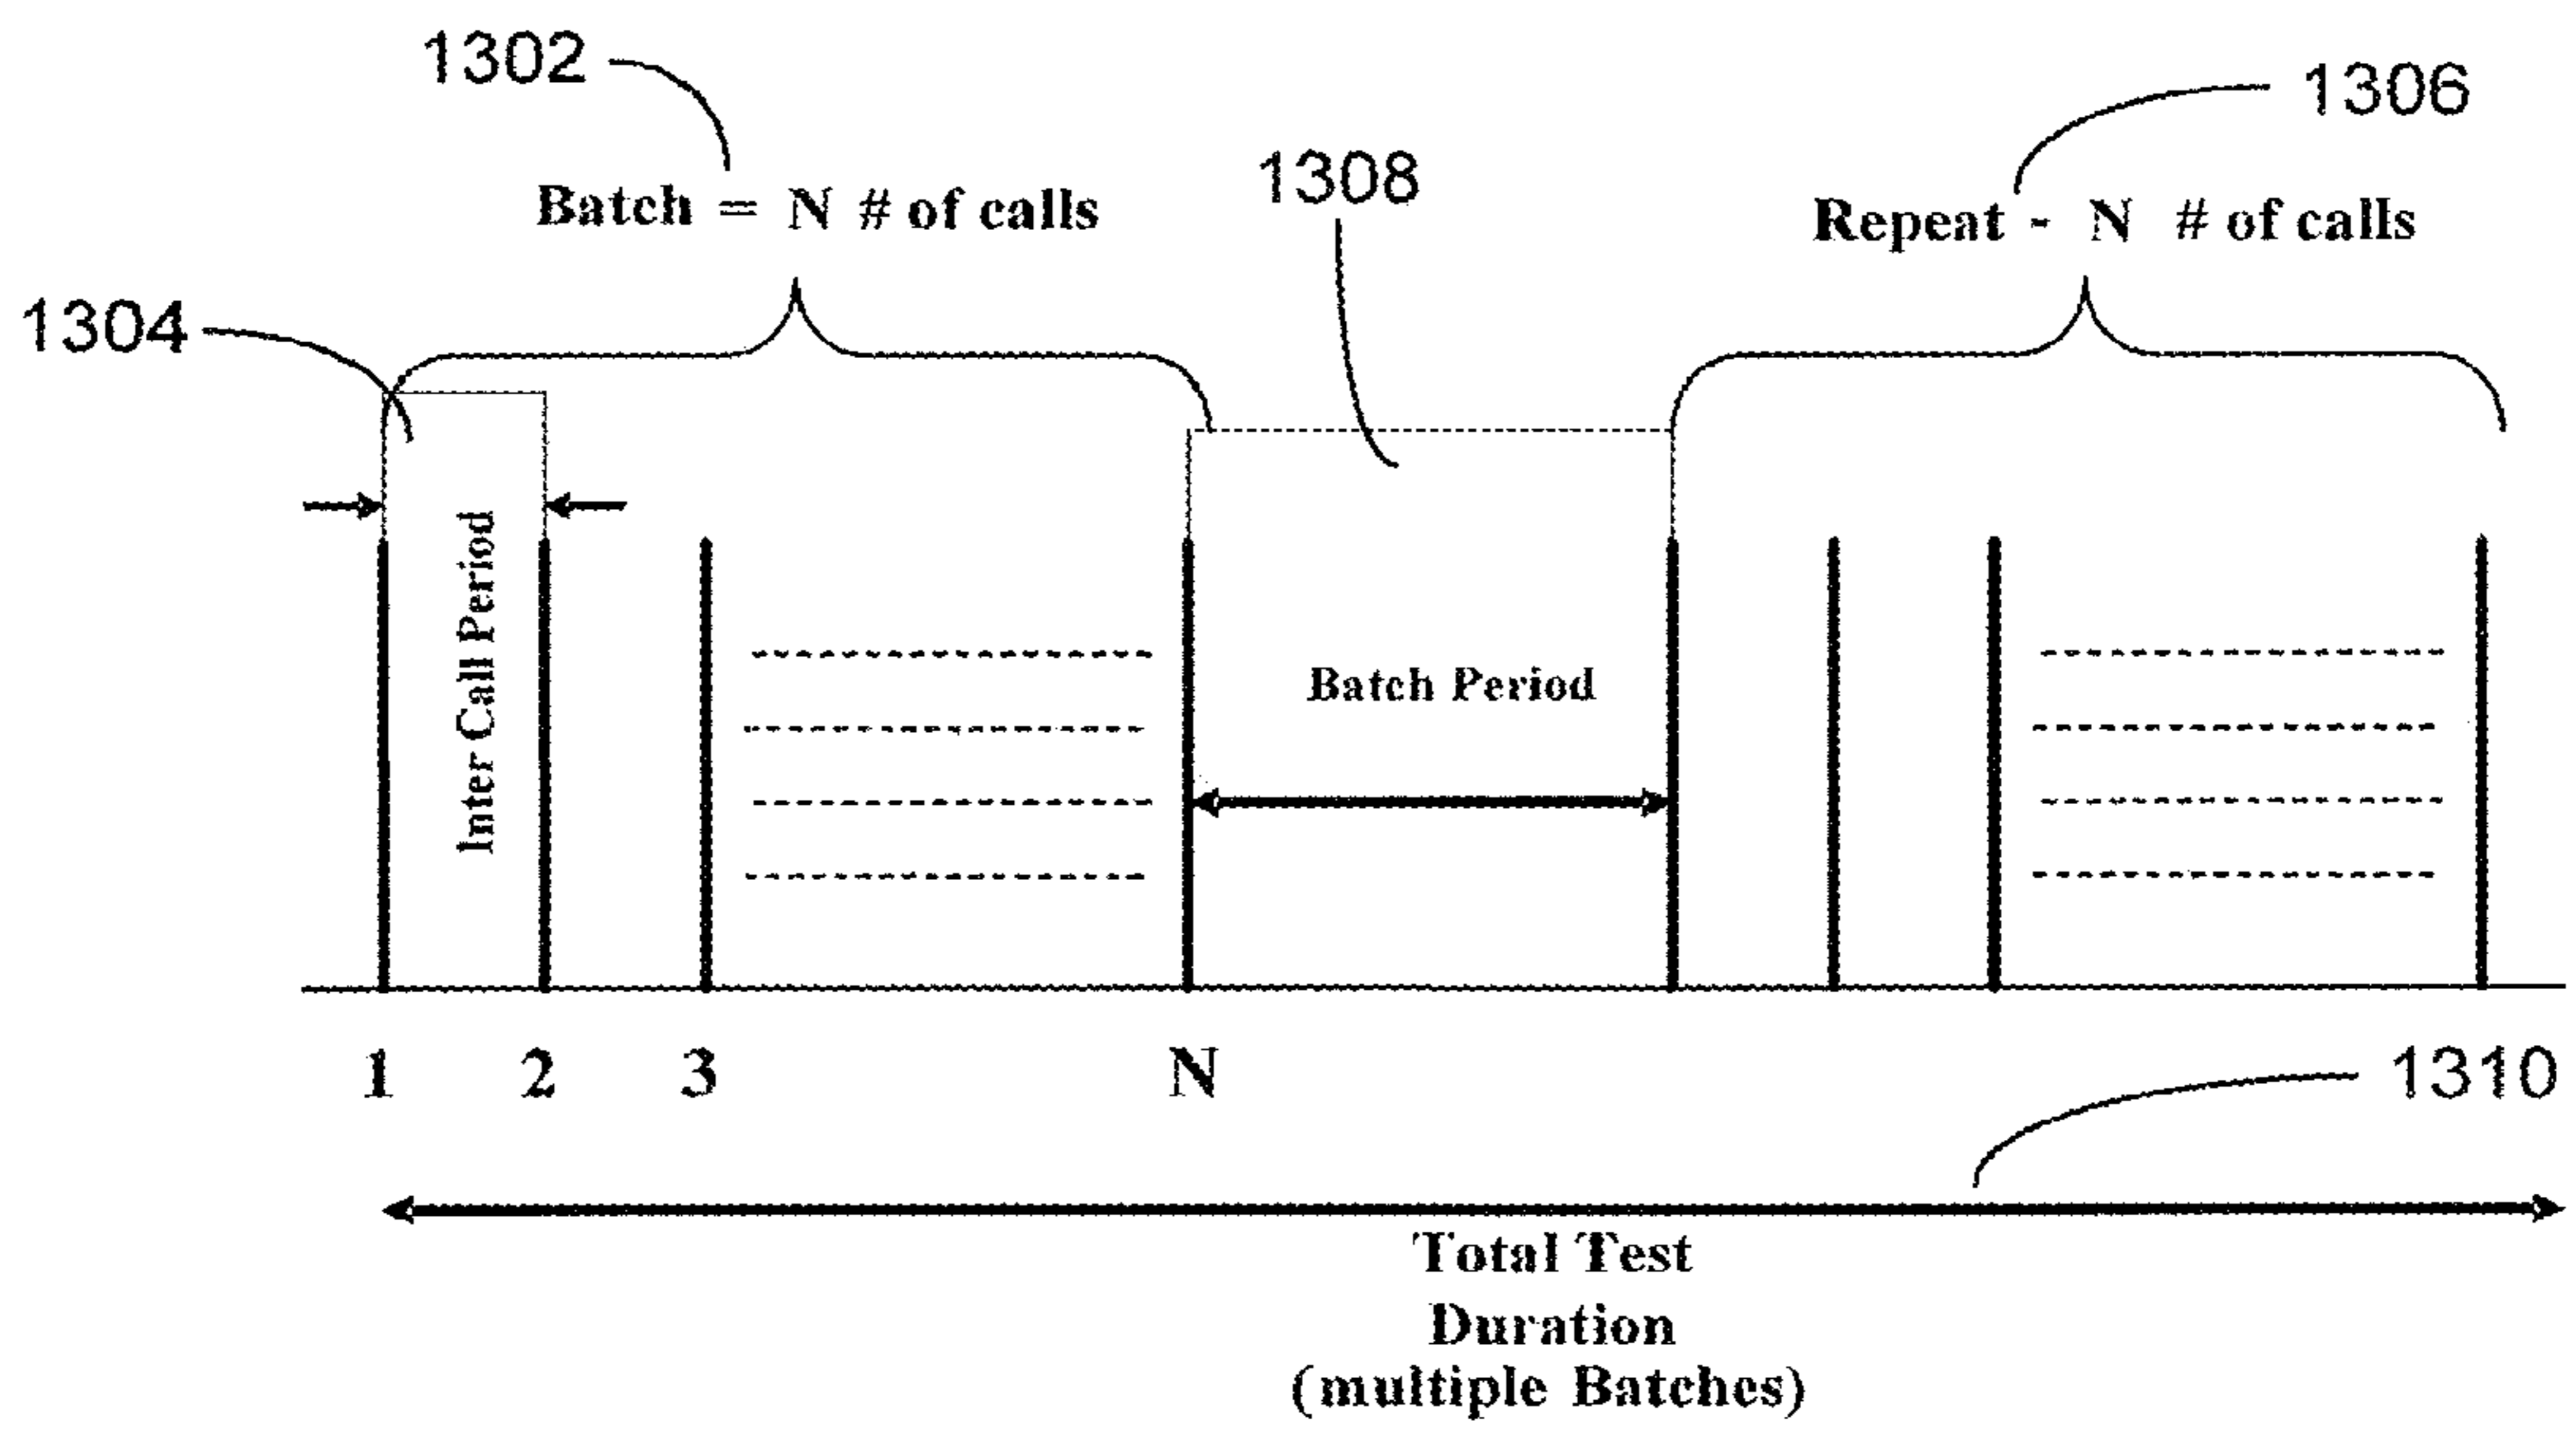 1302
1306
1308
Batch = N # of calls
Repeat - N # of calls
1304
Inter Call Period
Batch Period
1 2 3 N
1310
Total Test
Duration
(multiple Batches)